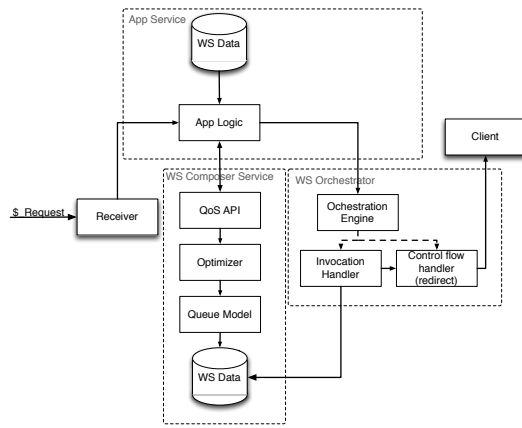 App Service
WS Data
App Logic
Client
WS Composer Service
WS Orchestrator
$ Request
Receiver
QoS API
Ochestration
Engine
Optimizer
Invocation
Handler
Control flow
handler
(redirect)
Queue Model
WS Data